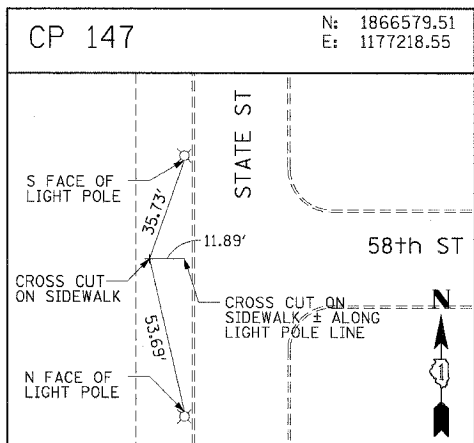 CP 147
N: 1866579.51
E: 1177218.55
STATE ST
S FACE OF
LIGHT POLE
35.73'
11.89'
58th ST
CROSS CUT
ON SIDEWALK
CROSS CUT ON
SIDEWALK ± ALONG
LIGHT POLE LINE
53.69'
N FACE OF
LIGHT POLE
N
1